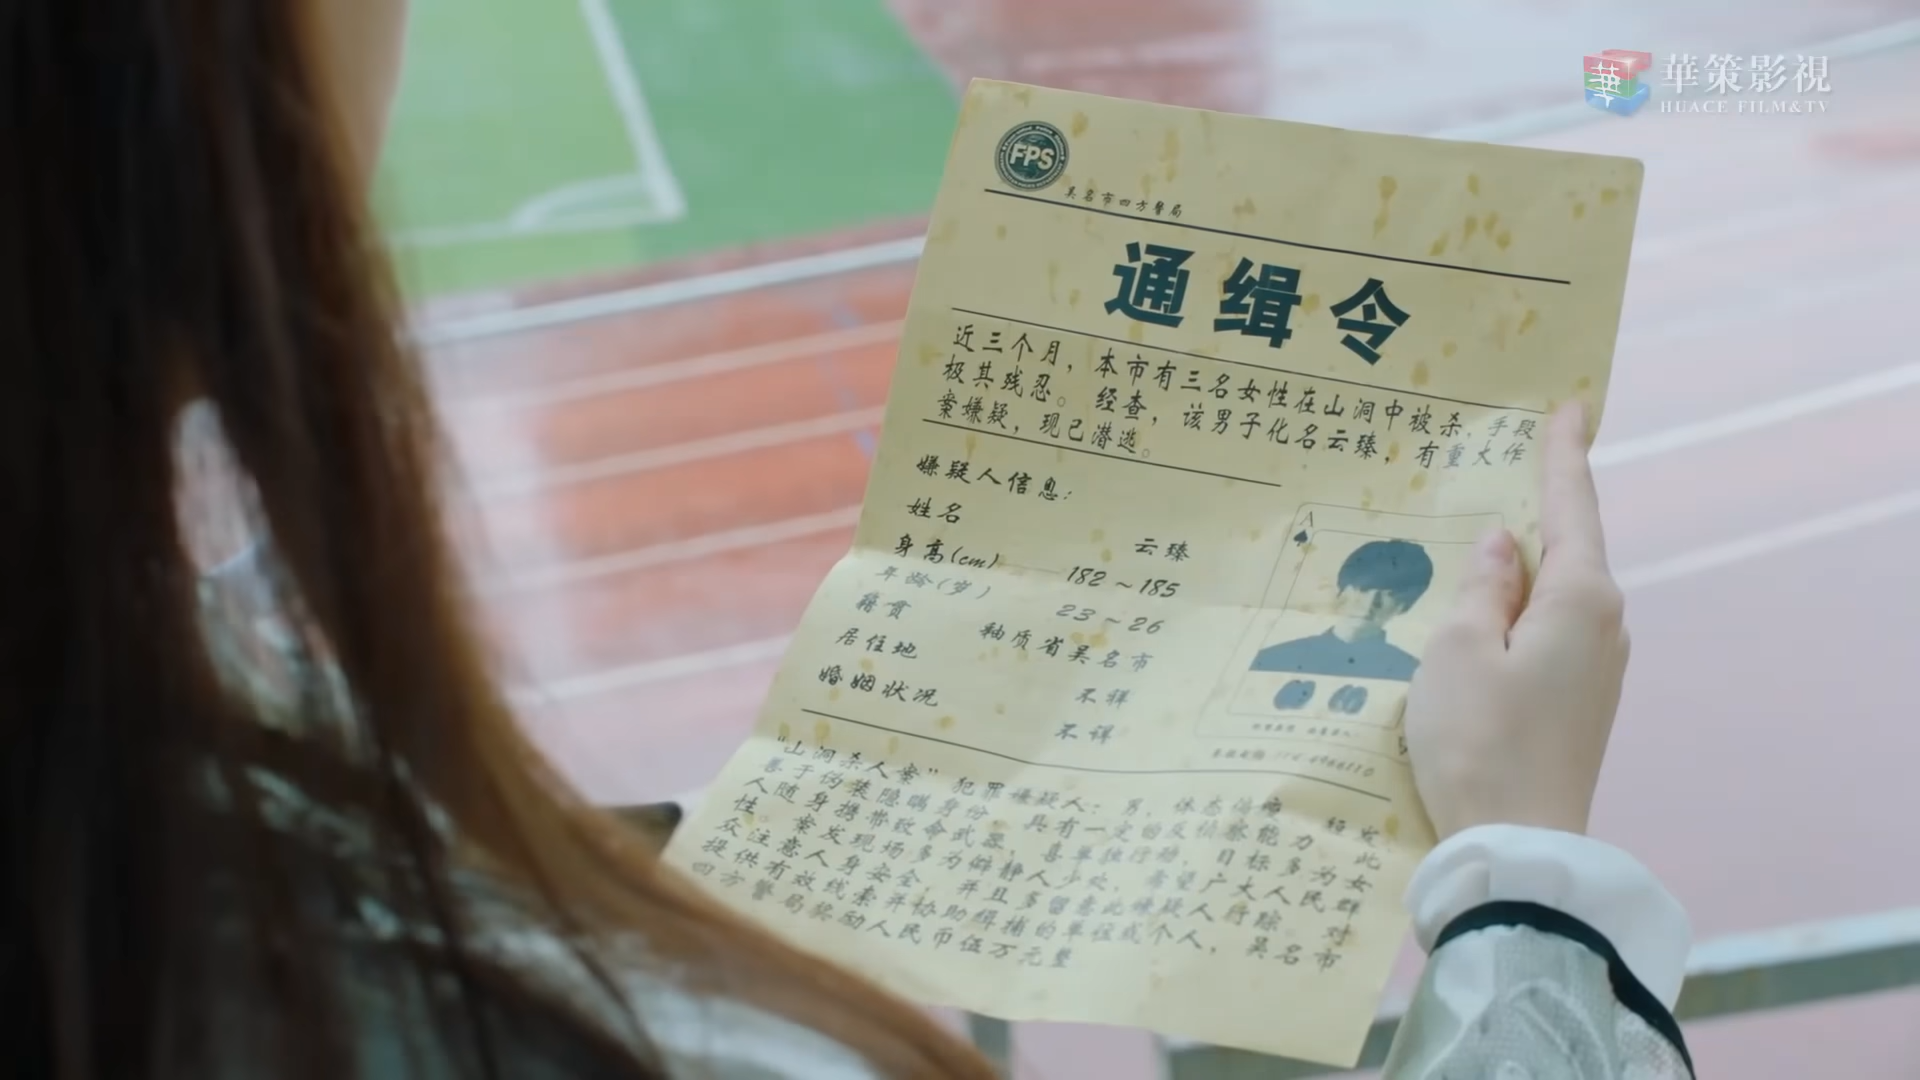 華策影視
HUACE FILM&TV
FPS
吴名市四方警局
通缉令
近三个月，本市有三名女性在山洞中被杀，手段
极其残忍。经查，该男子化名云臻，有重大作
案嫌疑，现已潜逃。
嫌疑人信息：
姓名 云臻
身高(cm) 182~185
年龄(岁) 23~26
籍贯 釉质省吴名市
居住地 不详
婚姻状况 不详
A
“山洞杀人案”犯罪嫌疑人：男，体态偏瘦
善于伪装隐瞒身份，具有一定的反侦察能力，此
人随身携带致命武器，喜单独行动，目标多为女
性。案发现场多为僻静人少处，希望广大人民群
众注意人身安全，并且多留意此嫌疑人行踪。对
提供有效线索并协助缉捕的单位或个人，吴名市
四方警局奖励人民币伍万元整